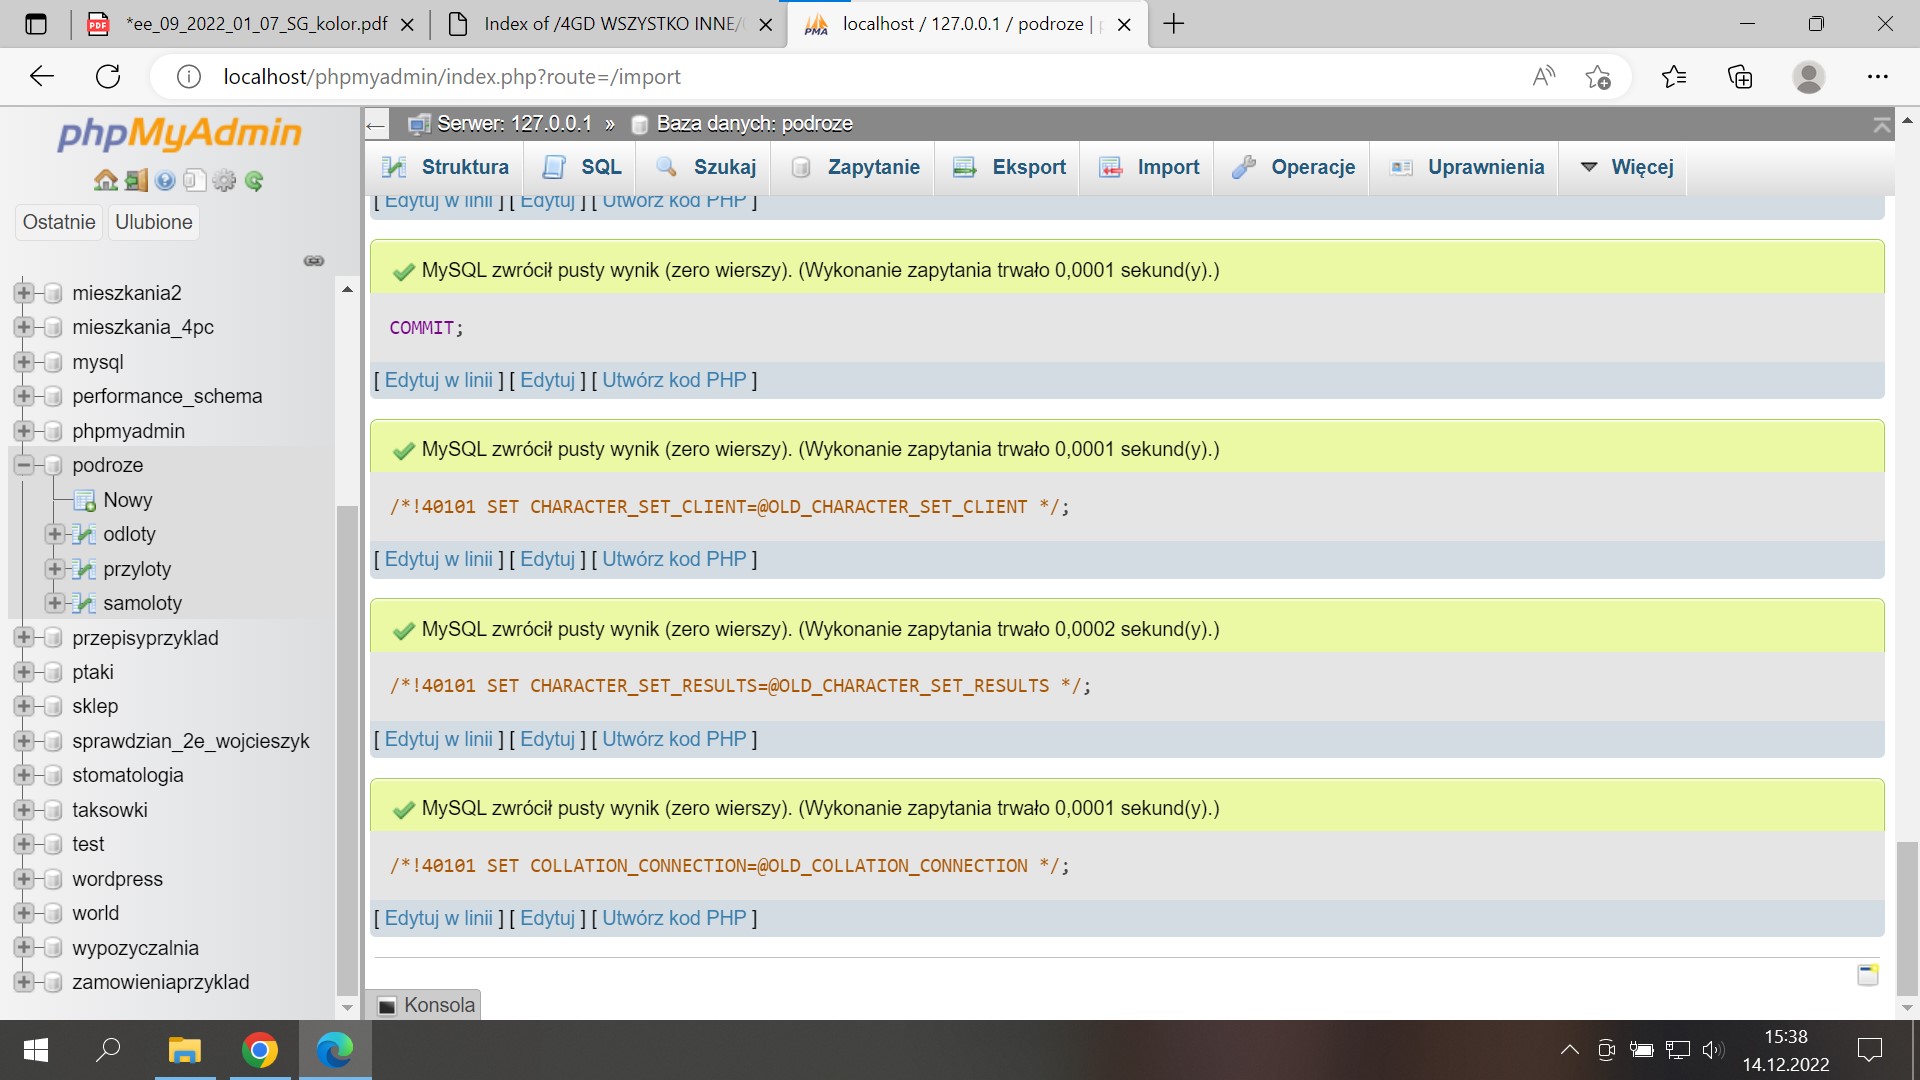 *ee_09_2022_01_07_SG_kolor.pdf
Index of /4GD WSZYSTKO INNE/
localhost / 127.0.0.1 / podroze |
localhost/phpmyadmin/index.php?route=/import
phpMyAdmin
Ostatnie Ulubione
mieszkania2
mieszkania_4pc
mysql
performance_schema
phpmyadmin
podroze
Nowy
odloty
przyloty
samoloty
przepisyprzyklad
ptaki
sklep
sprawdzian_2e_wojcieszyk
stomatologia
taksowki
test
wordpress
world
wypozyczalnia
zamowieniaprzyklad
Serwer: 127.0.0.1 » Baza danych: podroze
Struktura SQL Szukaj Zapytanie Eksport Import Operacje Uprawnienia Więcej
[ Edytuj w linii ] [ Edytuj ] [ Utwórz kod PHP ]
MySQL zwrócił pusty wynik (zero wierszy). (Wykonanie zapytania trwało 0,0001 sekund(y).)
COMMIT;
[ Edytuj w linii ] [ Edytuj ] [ Utwórz kod PHP ]
MySQL zwrócił pusty wynik (zero wierszy). (Wykonanie zapytania trwało 0,0001 sekund(y).)
/*!40101 SET CHARACTER_SET_CLIENT=@OLD_CHARACTER_SET_CLIENT */;
[ Edytuj w linii ] [ Edytuj ] [ Utwórz kod PHP ]
MySQL zwrócił pusty wynik (zero wierszy). (Wykonanie zapytania trwało 0,0002 sekund(y).)
/*!40101 SET CHARACTER_SET_RESULTS=@OLD_CHARACTER_SET_RESULTS */;
[ Edytuj w linii ] [ Edytuj ] [ Utwórz kod PHP ]
MySQL zwrócił pusty wynik (zero wierszy). (Wykonanie zapytania trwało 0,0001 sekund(y).)
/*!40101 SET COLLATION_CONNECTION=@OLD_COLLATION_CONNECTION */;
[ Edytuj w linii ] [ Edytuj ] [ Utwórz kod PHP ]
Konsola
15:38
14.12.2022